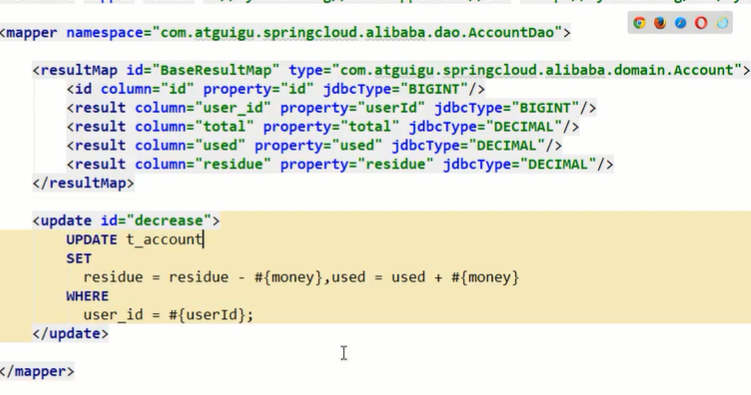 <mapper namespace="com.atguigu.springcloud.alibaba.dao.AccountDao">
<resultMap id="BaseResultMap" type="com.atguigu.springcloud.alibaba.domain.Account">
<id column="id" property="id" jdbcType="BIGINT"/>
<result column="user_id" property="userId" jdbcType="BIGINT"/>
<result column="total" property="total" jdbcType="DECIMAL"/>
<result column="used" property="used" jdbcType="DECIMAL"/>
<result column="residue" property="residue" jdbcType="DECIMAL"/>
</resultMap>
<update id="decrease">
UPDATE t_account
SET
residue = residue - #{money},used = used + #{money}
WHERE
user_id = #{userId};
</update>
</mapper>